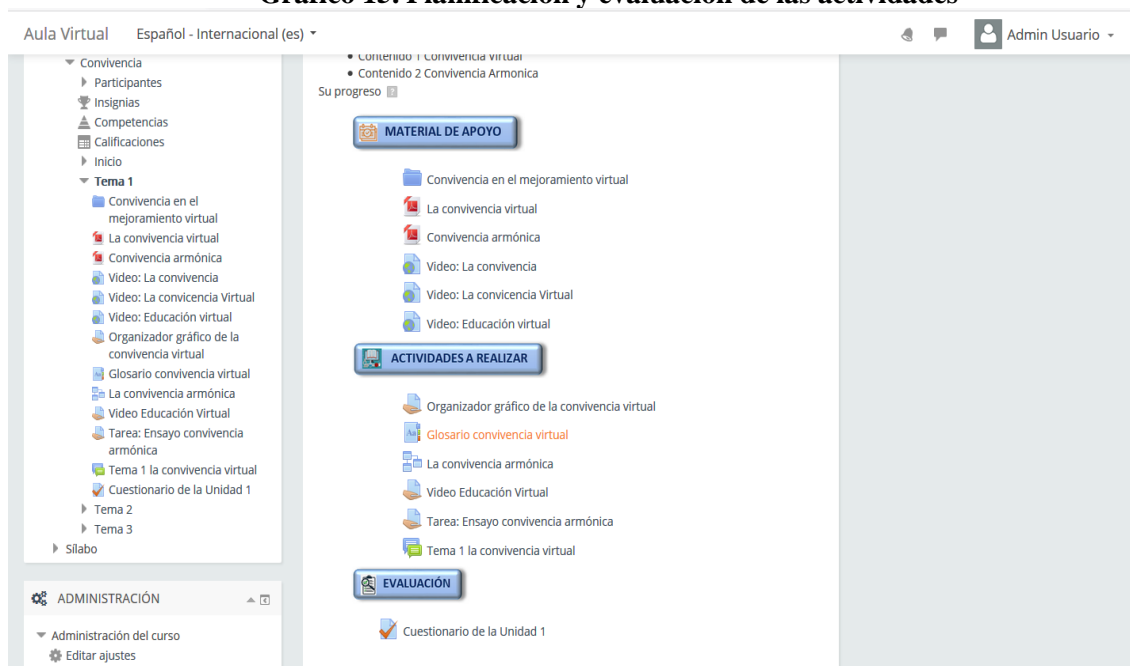 Gráfico 15. Planificación y evaluación de las actividades
Aula Virtual Español - Internacional (es) Admin Usuario
Convivencia
Participantes
Insignias
Competencias
Calificaciones
Inicio
Tema 1
Convivencia en el
mejoramiento virtual
La convivencia virtual
Convivencia armónica
Video: La convivencia
Video: La convicencia Virtual
Video: Educación virtual
Organizador gráfico de la
convivencia virtual
Glosario convivencia virtual
La convivencia armónica
Video Educación Virtual
Tarea: Ensayo convivencia
armónica
Tema 1 la convivencia virtual
Cuestionario de la Unidad 1
Tema 2
Tema 3
Sílabo
ADMINISTRACIÓN
Administración del curso
Editar ajustes
Contenido 1 Convivencia Virtual
Contenido 2 Convivencia Armonica
Su progreso ?
MATERIAL DE APOYO
Convivencia en el mejoramiento virtual
La convivencia virtual
Convivencia armónica
Video: La convivencia
Video: La convicencia Virtual
Video: Educación virtual
ACTIVIDADES A REALIZAR
Organizador gráfico de la convivencia virtual
Glosario convivencia virtual
La convivencia armónica
Video Educación Virtual
Tarea: Ensayo convivencia armónica
Tema 1 la convivencia virtual
EVALUACIÓN
Cuestionario de la Unidad 1